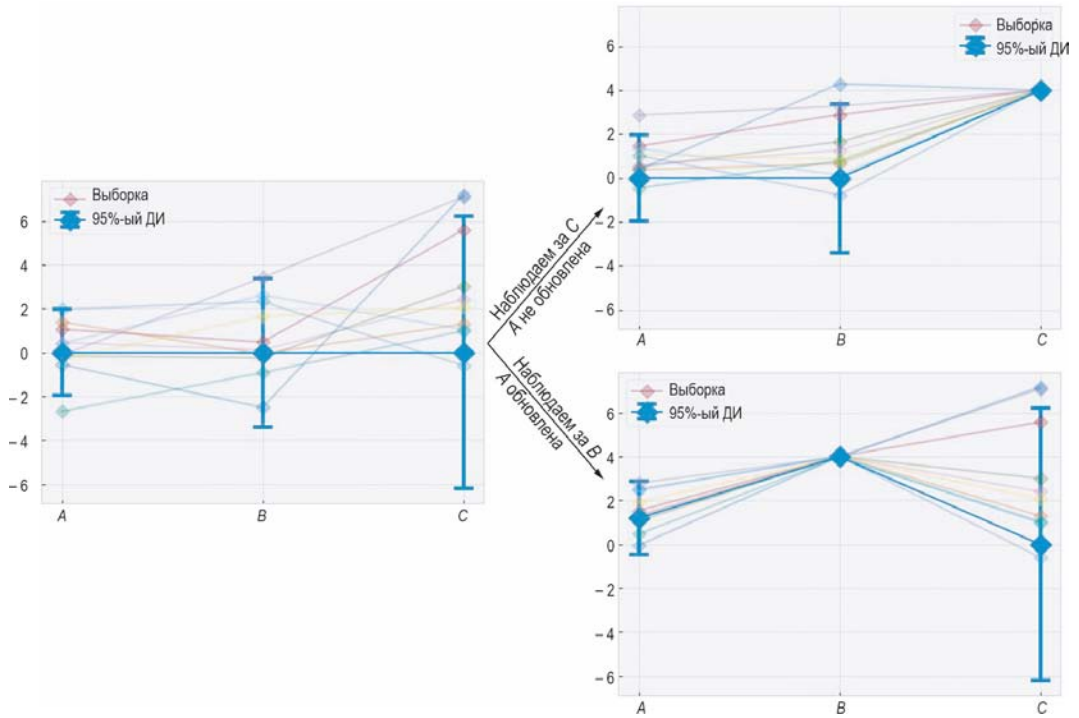 Выборка
95%-ый ДИ
6
4
2
0
– 2
– 4
– 6
A
B
C
Наблюдаем за C
A не обновлена
Наблюдаем за B
A обновлена
Выборка
95%-ый ДИ
6
4
2
0
– 2
– 4
– 6
A
B
C
Выборка
95%-ый ДИ
6
4
2
0
– 2
– 4
– 6
A
B
C